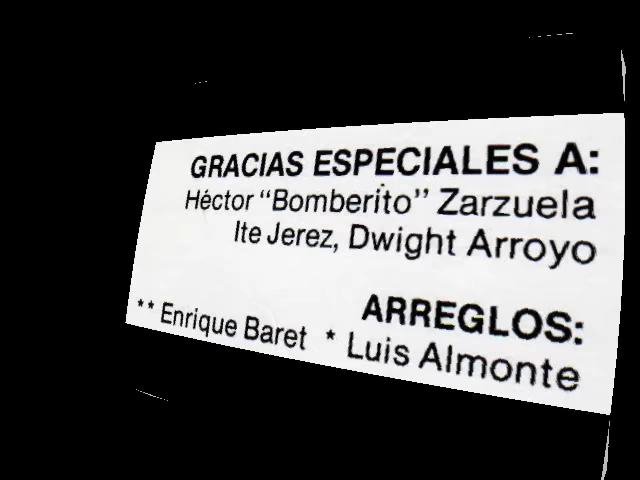 GRACIAS ESPECIALES A:
Héctor "Bomberito" Zarzuela
Ite Jerez, Dwight Arroyo
ARREGLOS:
** Enrique Baret * Luis Almonte